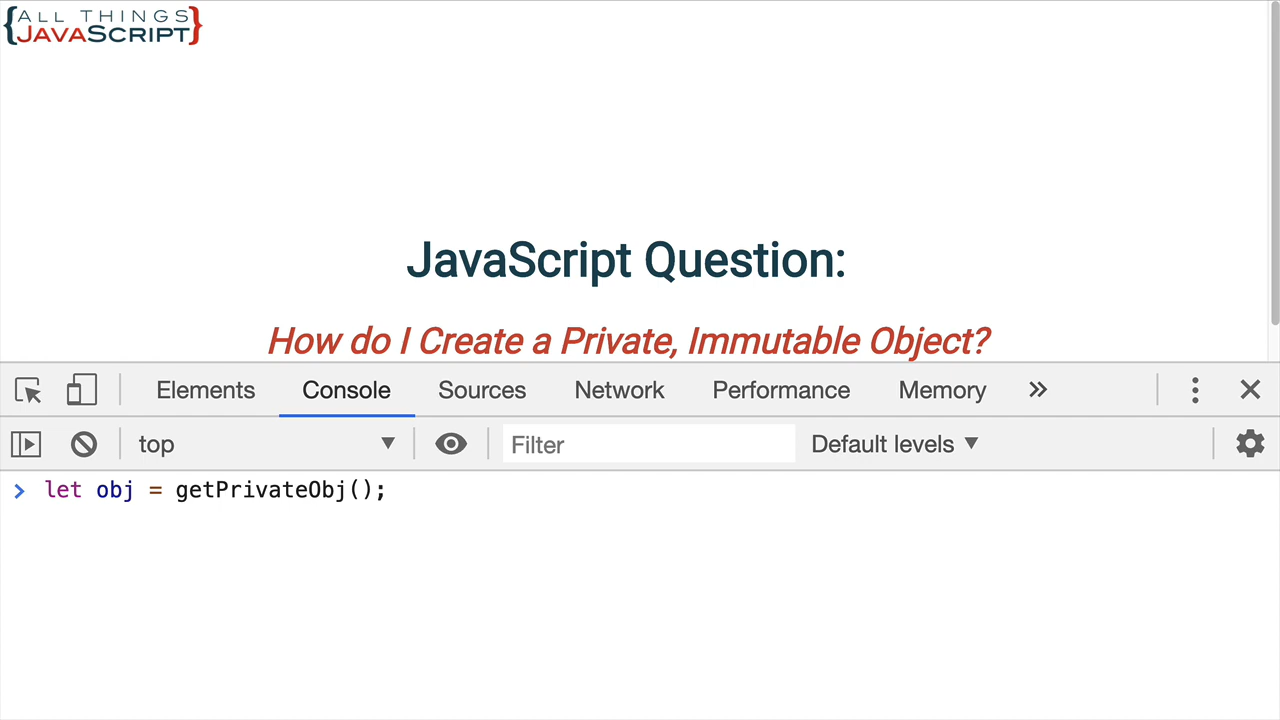 {ALL THINGS
JAVASCRIPT}
JavaScript Question:
How do I Create a Private, Immutable Object?
Elements Console Sources Network Performance Memory »
top ▼ Filter Default levels ▼
> let obj = getPrivateObj();